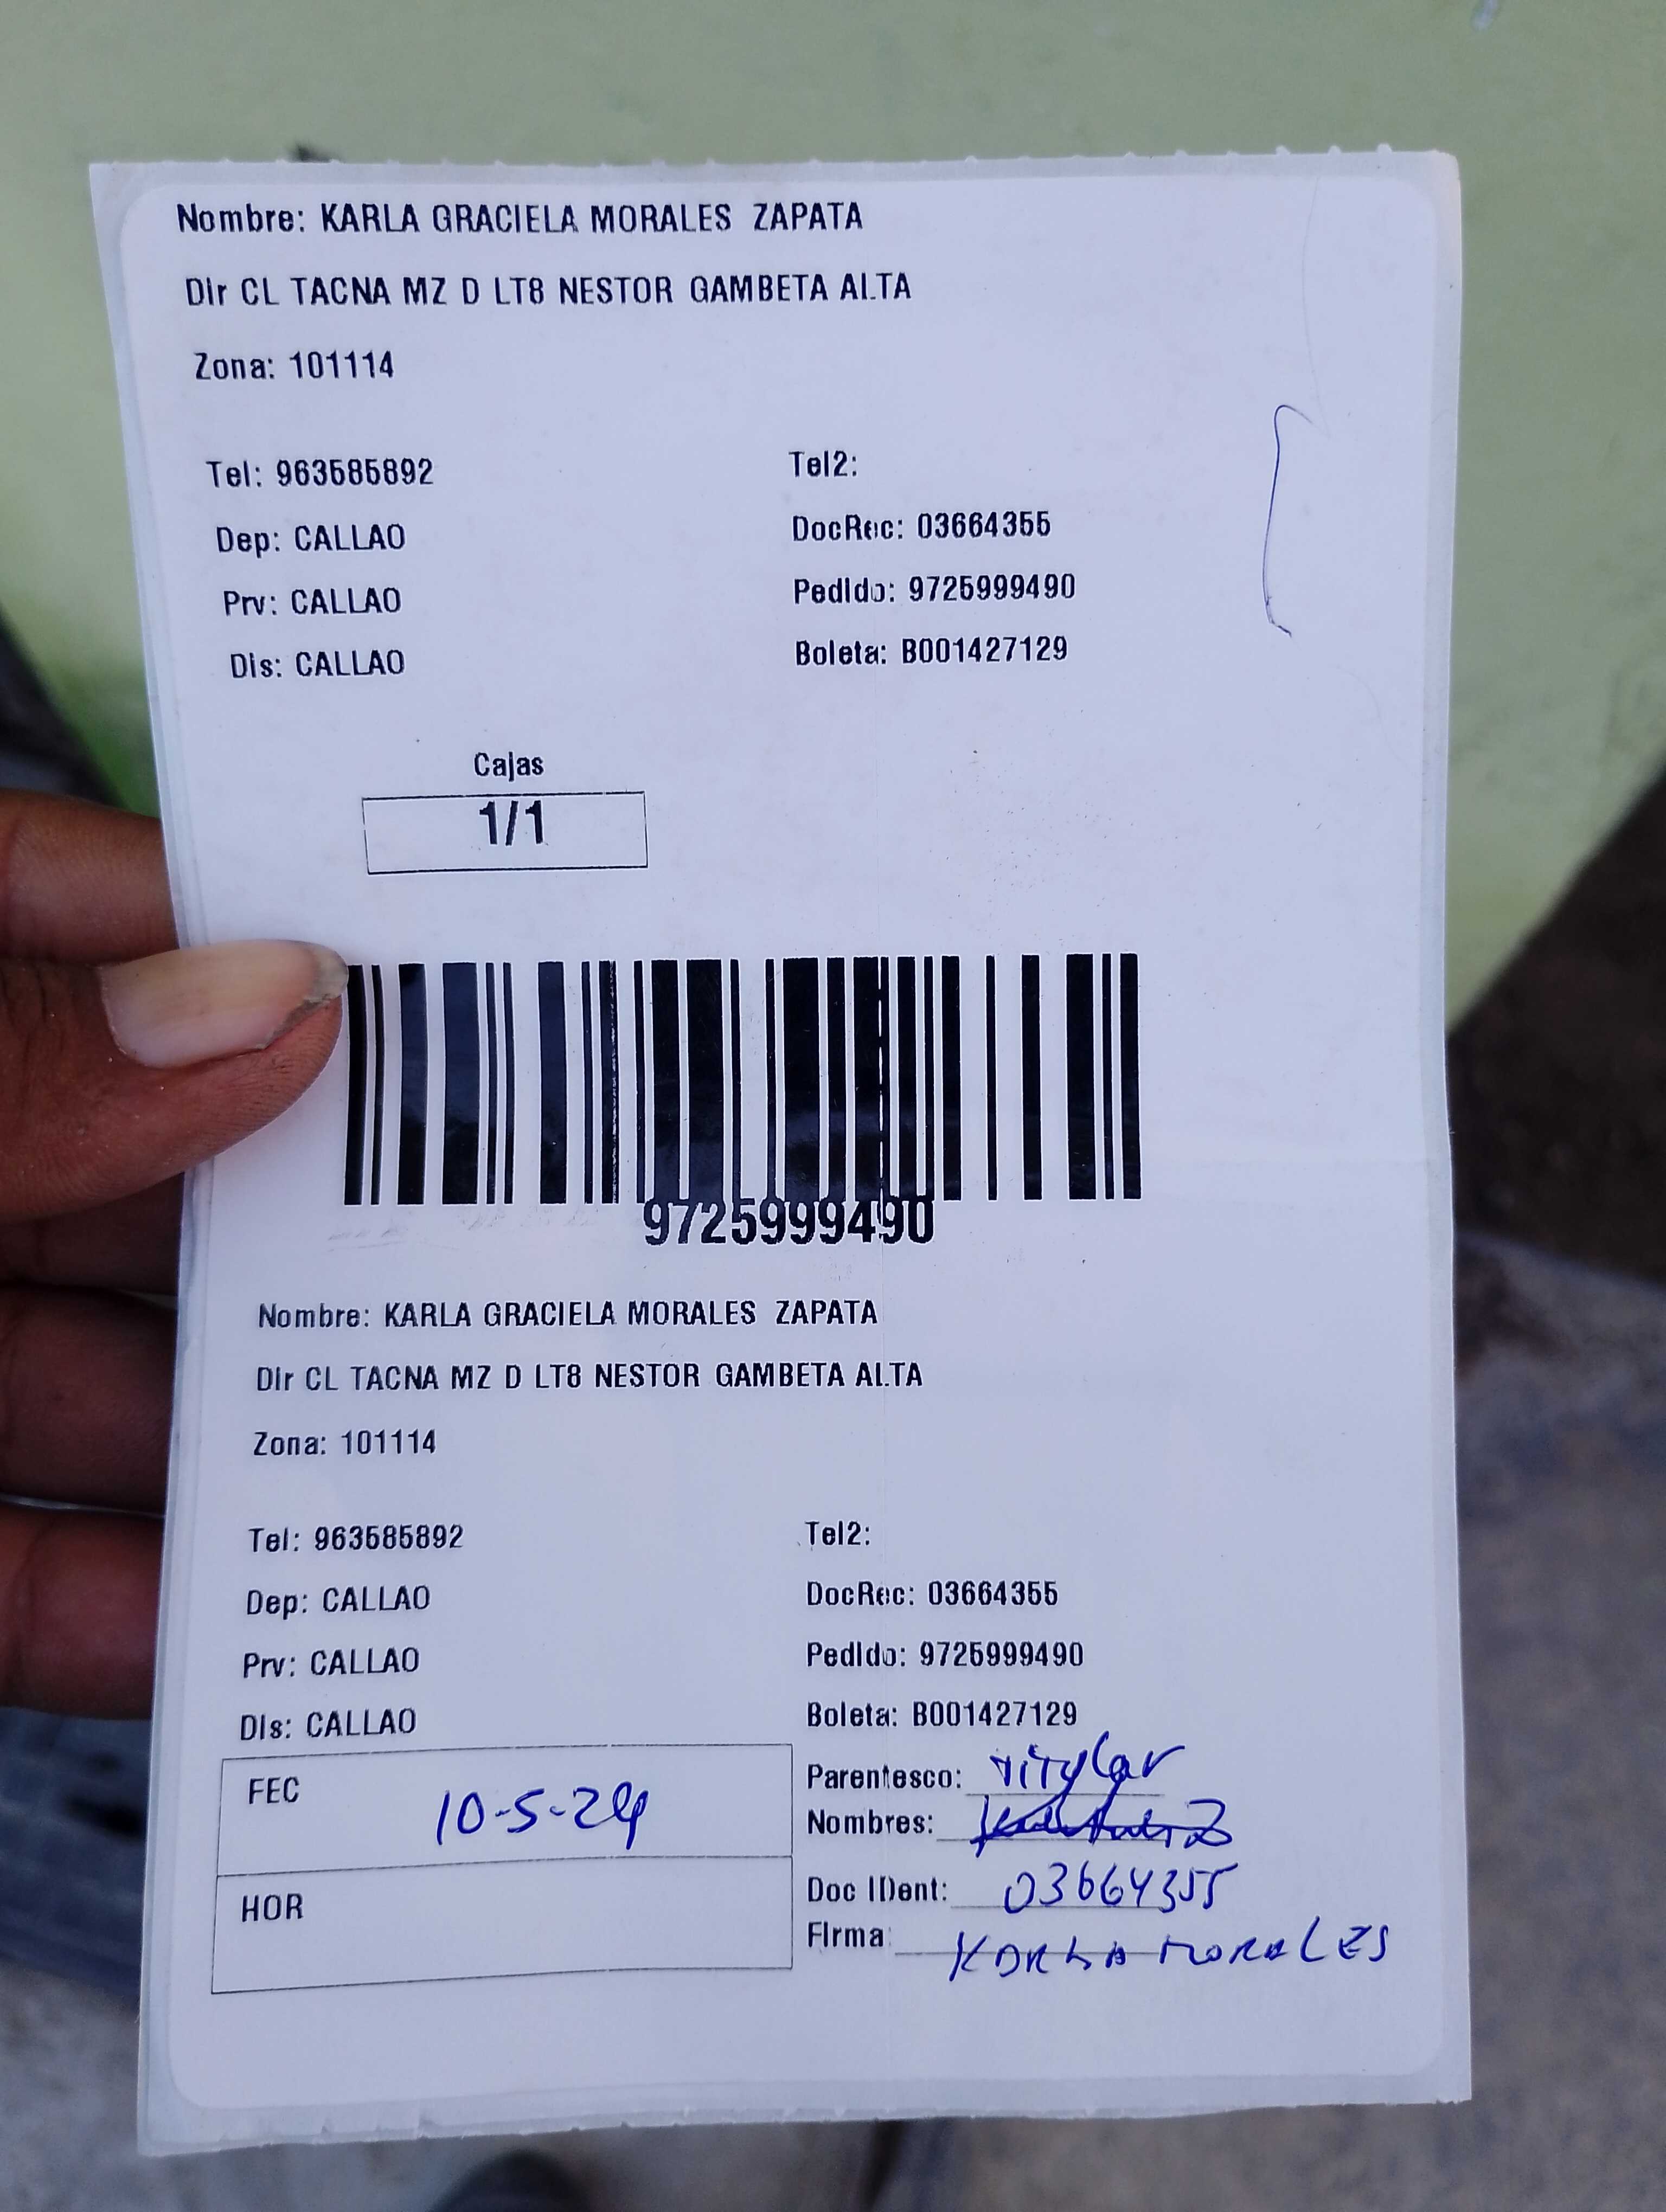 Nombre: KARLA GRACIELA MORALES ZAPATA
Dir CL TACNA MZ D LT8 NESTOR GAMBETA ALTA
Zona: 101114
Tel: 963585892 Tel2:
Dep: CALLAO DocRec: 03664355
Prv: CALLAO Pedido: 9725999490
Dis: CALLAO Boleta: B001427129
Cajas
1/1
9725999490
Nombre: KARLA GRACIELA MORALES ZAPATA
Dir CL TACNA MZ D LT8 NESTOR GAMBETA ALTA
Zona: 101114
Tel: 963585892 Tel2:
Dep: CALLAO DocRec: 03664355
Prv: CALLAO Pedido: 9725999490
Dis: CALLAO Boleta: B001427129
FEC 10-5-24 Parentesco: titular
Nombres:
HOR Doc IDent: 03664355
Firma: KARLA MORALES